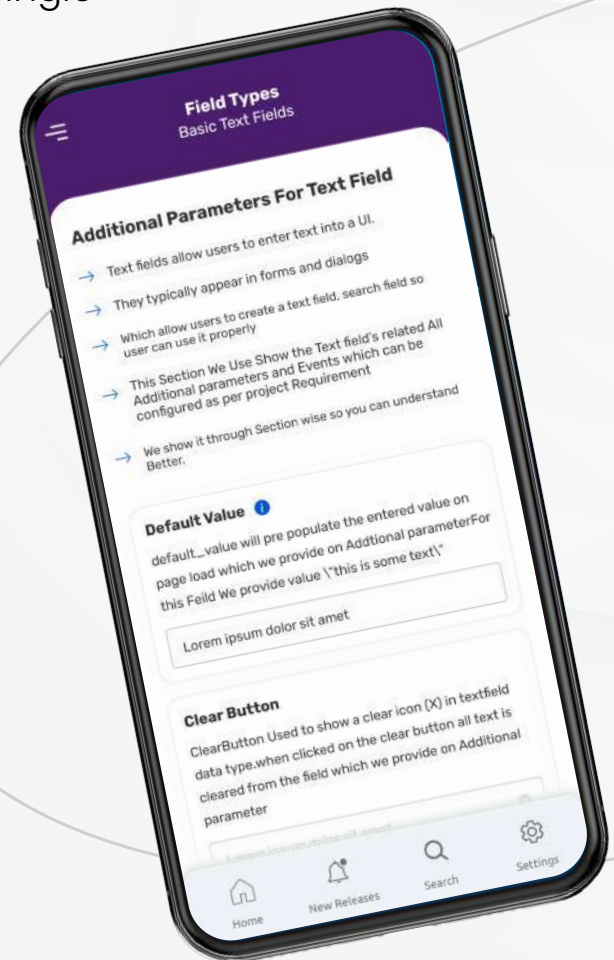 Field Types
Basic Text Fields
Additional Parameters For Text Field
→ Text fields allow users to enter text into a UI.
→ They typically appear in forms and dialogs
→ Which allow users to create a text field, search field so
user can use it properly
→ This Section We Use Show the Text field's related All
Additional parameters and Events which can be
configured as per project Requirement
→ We show it through Section wise so you can understand
Better.
Default Value
default_value will pre populate the entered value on
page load which we provide on Addtional parameterFor
this Feild We provide value \"this is some text\"
Lorem ipsum dolor sit amet
Clear Button
ClearButton Used to show a clear icon (X) in textfield
data type.when clicked on the clear button all text is
cleared from the field which we provide on Additional
parameter
Lorem ipsum dolor sit amet
Home
New Releases
Search
Settings